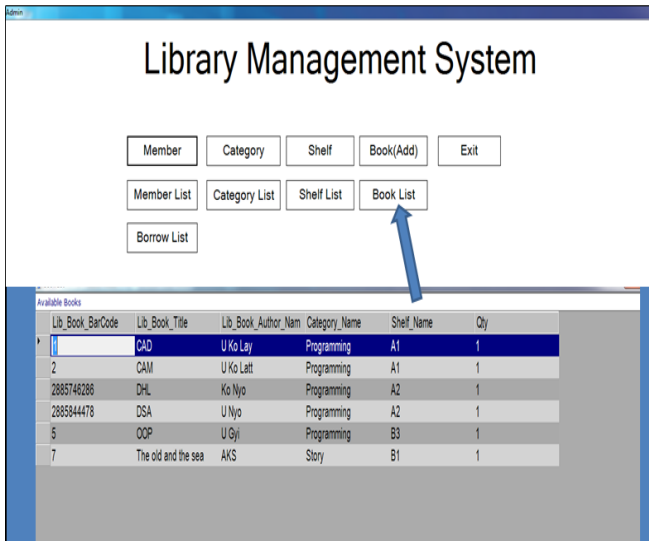 Admin
Library Management System
Member Category Shelf Book(Add) Exit
Member List Category List Shelf List Book List
Borrow List
Available Books
Lib_Book_BarCode Lib_Book_Title Lib_Book_Author_Nam Category_Name Shelf_Name Qty
1 CAD U Ko Lay Programming A1 1
2 CAM U Ko Latt Programming A1 1
2885746286 DHL Ko Nyo Programming A2 1
2885844478 DSA U Nyo Programming A2 1
5 OOP U Gyi Programming B3 1
7 The old and the sea AKS Story B1 1